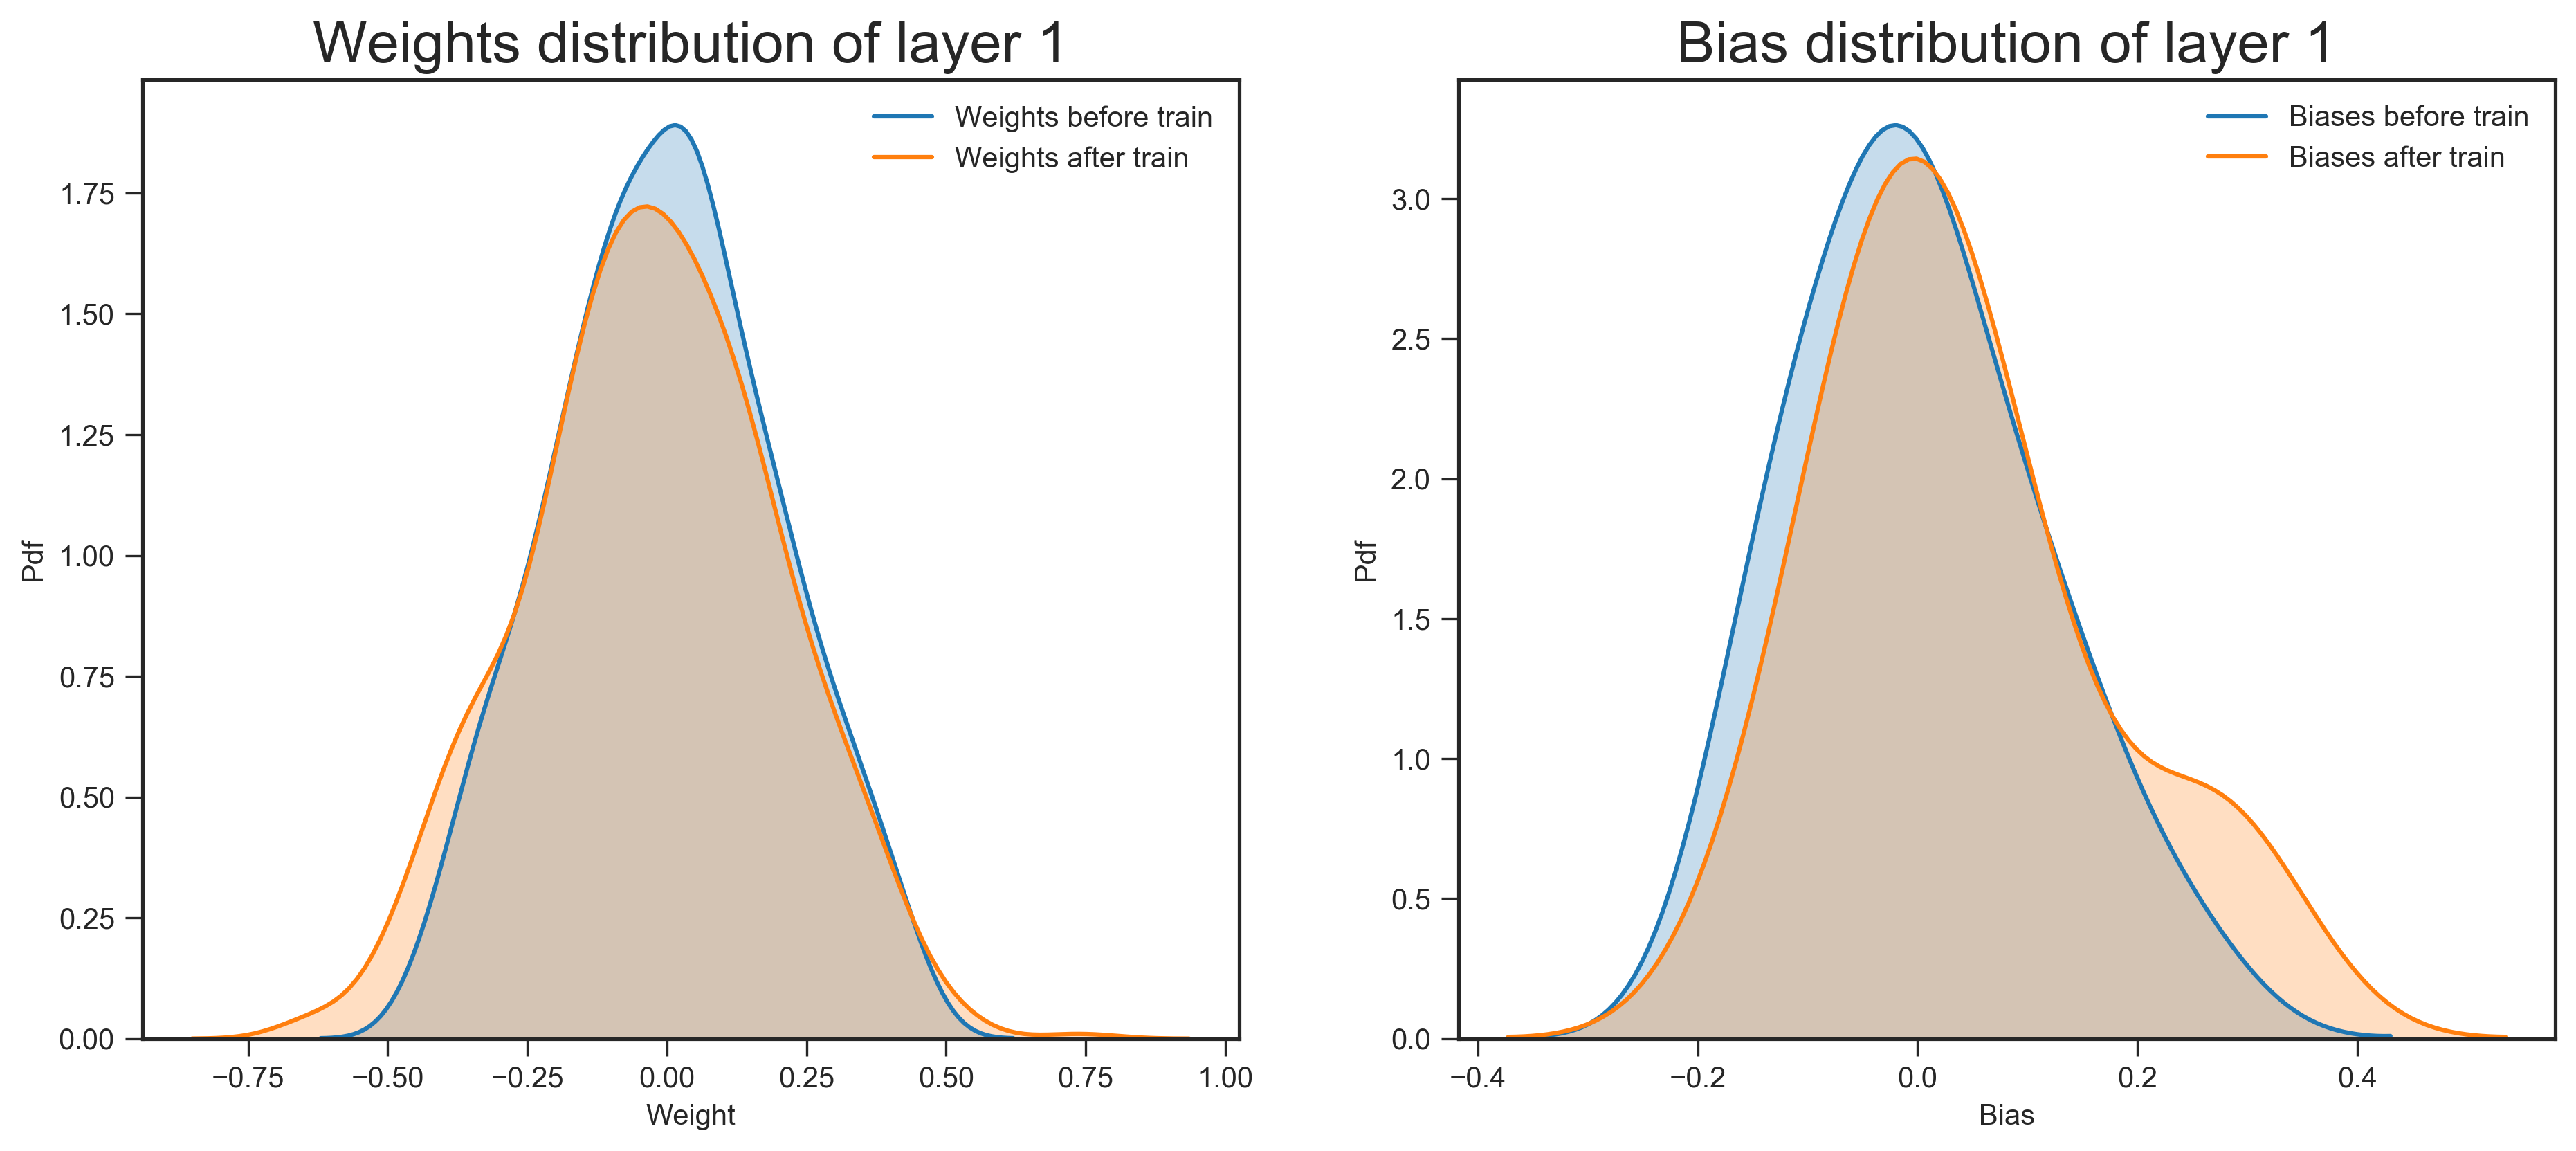 Weights distribution of layer 1
Weights before train
Weights after train
Pdf
1.75
1.50
1.25
1.00
0.75
0.50
0.25
0.00
−0.75 −0.50 −0.25 0.00 0.25 0.50 0.75 1.00
Weight
Bias distribution of layer 1
Biases before train
Biases after train
Pdf
3.0
2.5
2.0
1.5
1.0
0.5
0.0
−0.4 −0.2 0.0 0.2 0.4
Bias